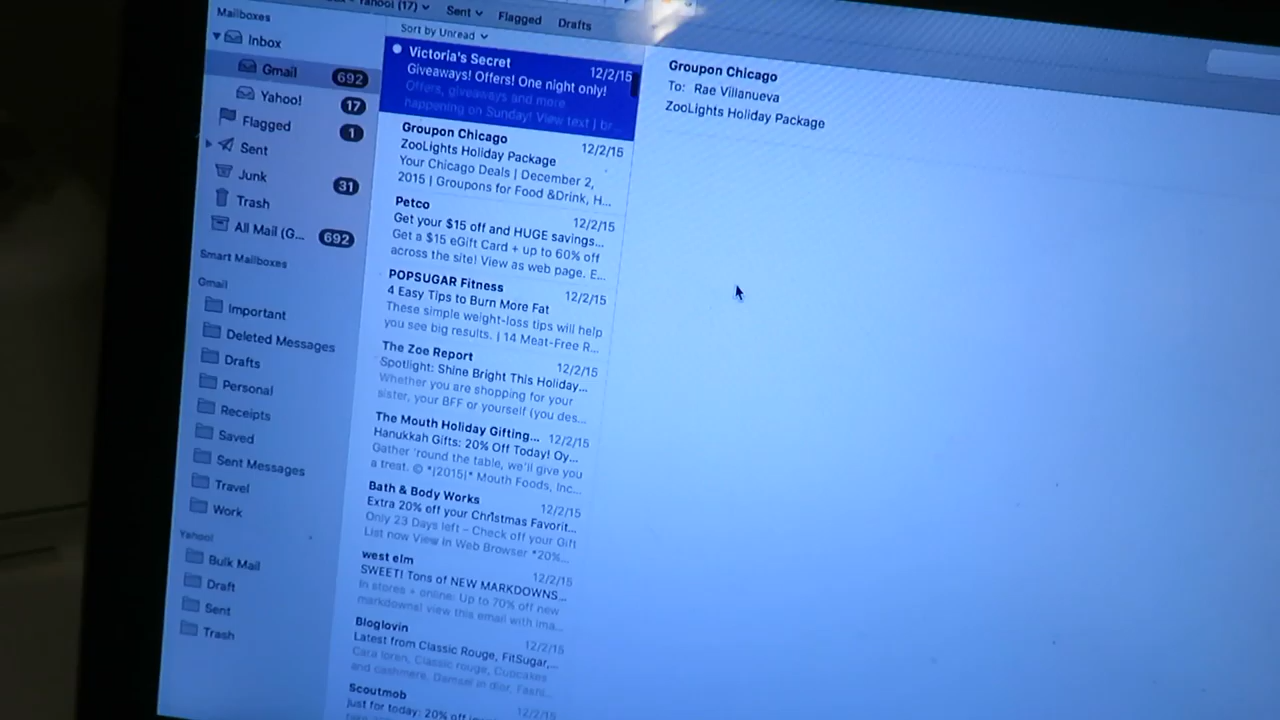 Yahoo! (17)
Sent
Flagged
Drafts
Mailboxes
Inbox
Gmail 692
Yahoo! 17
Flagged 1
Sent
Junk 31
Trash
All Mail (G... 692
Smart Mailboxes
Gmail
Important
Deleted Messages
Drafts
Personal
Receipts
Saved
Sent Messages
Travel
Work
Yahoo!
Bulk Mail
Draft
Sent
Trash
Sort by Unread
Victoria's Secret 12/2/15
Giveaways! Offers! One night only!
Offers, giveaways and more
happening on Sunday! View text | br...
Groupon Chicago 12/2/15
ZooLights Holiday Package
Your Chicago Deals | December 2,
2015 | Groupons for Food &Drink, H...
Petco 12/2/15
Get your $15 off and HUGE savings...
Get a $15 eGift Card + up to 60% off
across the site! View as web page. E...
POPSUGAR Fitness 12/2/15
4 Easy Tips to Burn More Fat
These simple weight-loss tips will help
you see big results. | 14 Meat-Free R...
The Zoe Report 12/2/15
Spotlight: Shine Bright This Holiday...
Whether you are shopping for your
sister, your BFF or yourself (you des...
The Mouth Holiday Gifting... 12/2/15
Hanukkah Gifts: 20% Off Today! Oy...
Gather 'round the table, we'll give you
a treat. © *|2015|* Mouth Foods, Inc...
Bath & Body Works 12/2/15
Extra 20% off your Christmas Favorit...
Only 23 Days left – Check off your Gift
List now View In Web Browser *20%...
west elm 12/2/15
SWEET! Tons of NEW MARKDOWNS...
In stores + online: Up to 70% off new
markdowns! view this email with ima...
Bloglovin 12/2/15
Latest from Classic Rouge, FitSugar,...
Cara loren, Classic rouge, Cupcakes
and cashmere, Damsel in dior, Fashi...
Scoutmob 12/2/15
Just for today: 20% off
Groupon Chicago
To: Rae Villanueva
ZooLights Holiday Package